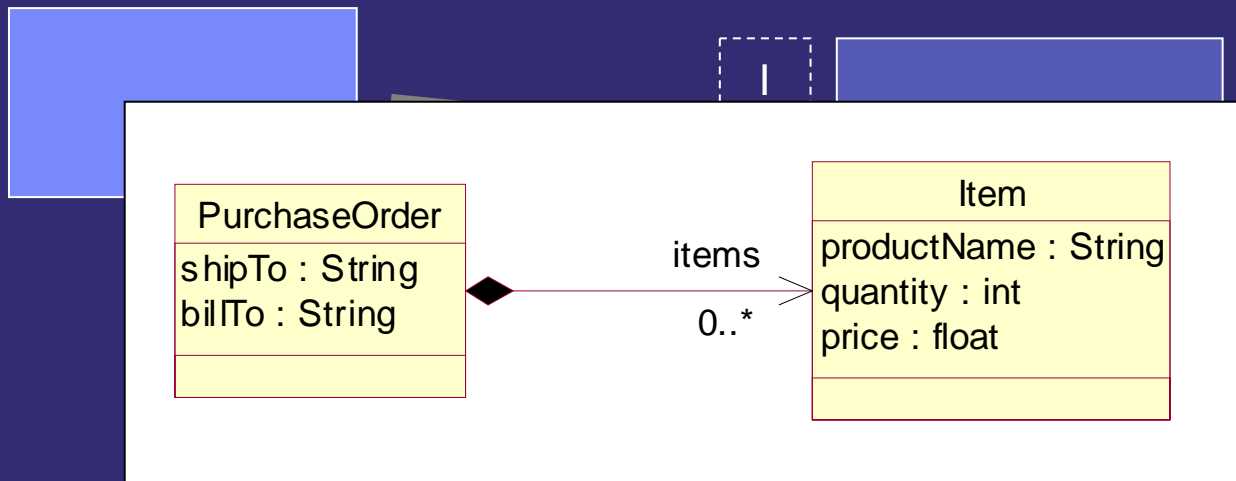 I
PurchaseOrder
shipTo : String
billTo : String
items
0..*
Item
productName : String
quantity : int
price : float